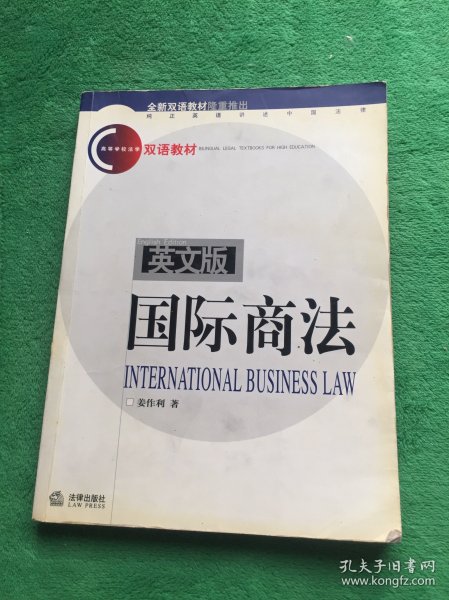 全新双语教材隆重推出
纯正英语讲述中国法律
高等学校法学
双语教材 BILINGUAL LEGAL TEXTBOOKS FOR HIGH EDUCATION
English Edition
英文版
国际商法
INTERNATIONAL BUSINESS LAW
姜作利 著
法律出版社
LAW PRESS
孔夫子旧书网
www.kongfz.com